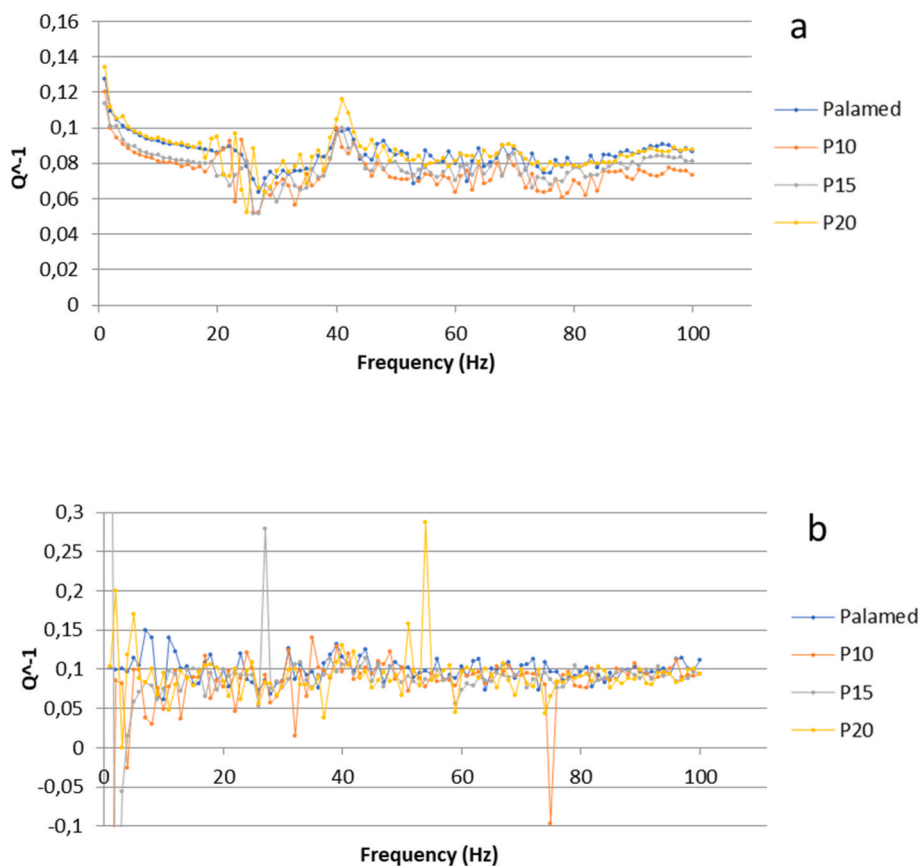 a
0,16
0,14
0,12
0,1
0,08
0,06
0,04
0,02
0
Q^-1
0 20 40 60 80 100
Frequency (Hz)
Palamed
P10
P15
P20
b
0,3
0,25
0,2
0,15
0,1
0,05
0
-0,05
-0,1
Q^-1
0 20 40 60 80 100
Frequency (Hz)
Palamed
P10
P15
P20